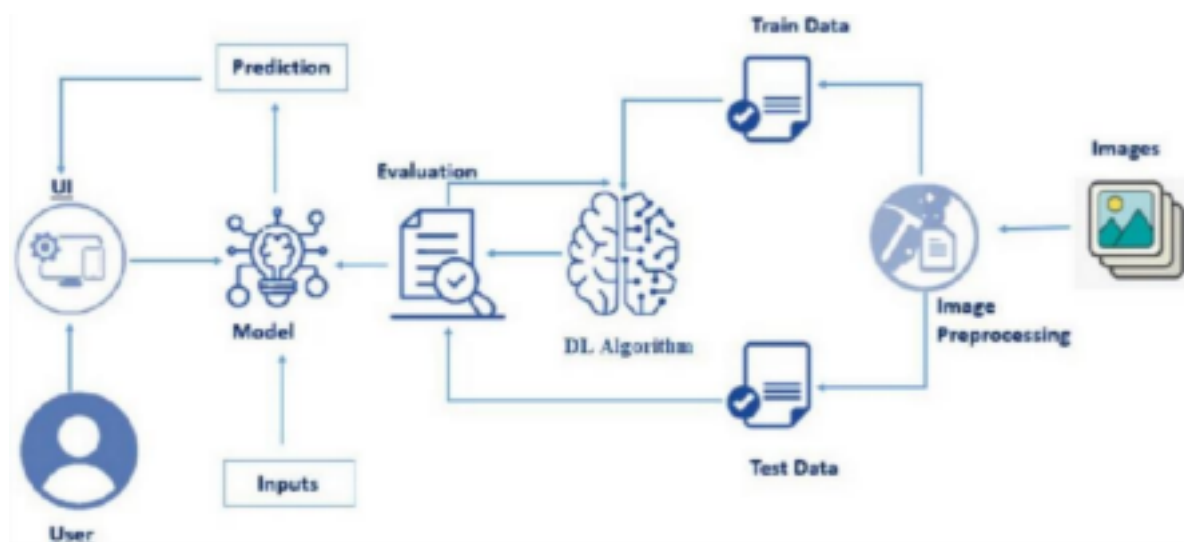 Train Data
Prediction
Images
Evaluation
UI
Image
Preprocessing
Model
DL Algorithm
Test Data
Inputs
User